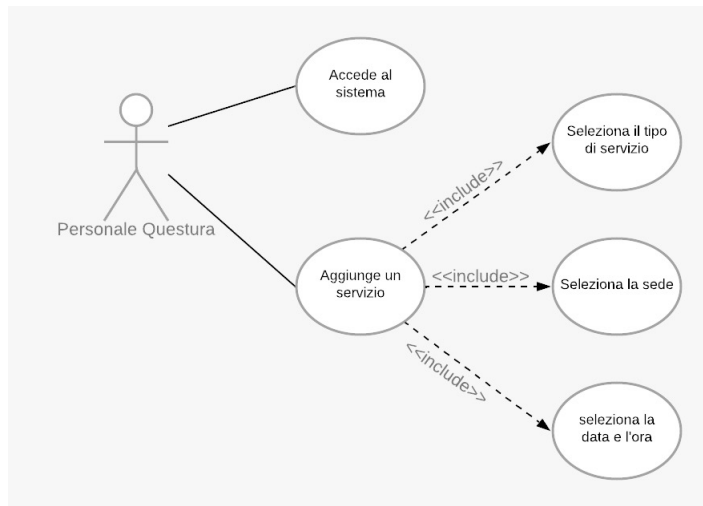 Accede al
sistema
Personale Questura
Aggiunge un
servizio
<<include>>
Seleziona il tipo
di servizio
<<include>>
Seleziona la sede
<<include>>
seleziona la
data e l'ora